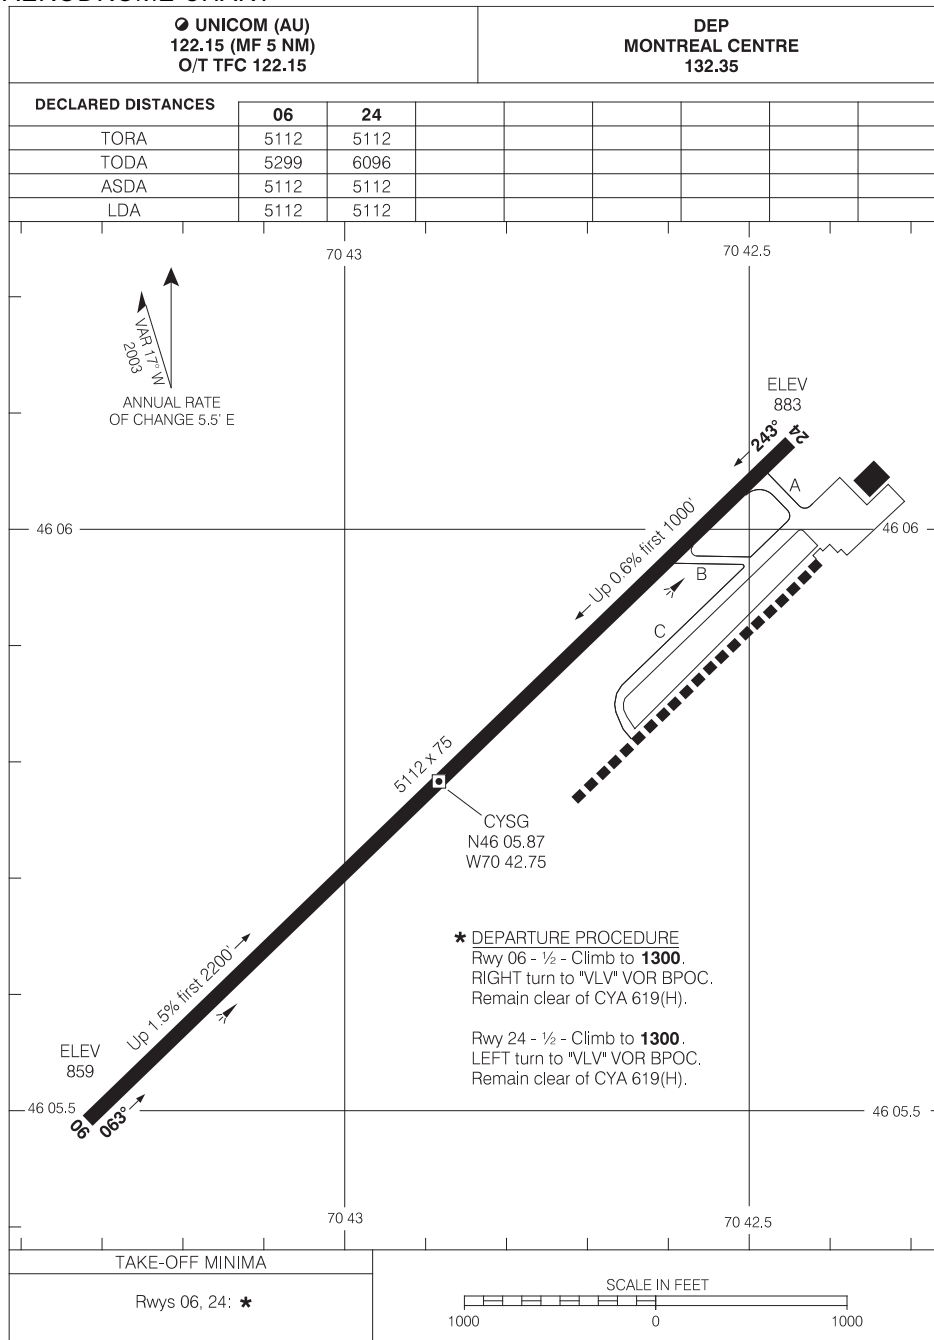 AERODROME CHART
UNICOM (AU)
122.15 (MF 5 NM)
O/T TFC 122.15
DEP
MONTREAL CENTRE
132.35
DECLARED DISTANCES
06 24
TORA 5112 5112
TODA 5299 6096
ASDA 5112 5112
LDA 5112 5112
70 43
70 42.5
VAR 17° W
2003
ANNUAL RATE
OF CHANGE 5.5' E
ELEV
883
243°
24
A
46 06
46 06
Up 0.6% first 1000'
B
C
5112 x 75
CYSG
N46 05.87
W70 42.75
* DEPARTURE PROCEDURE
Rwy 06 - ½ - Climb to 1300.
RIGHT turn to "VLV" VOR BPOC.
Remain clear of CYA 619(H).
Rwy 24 - ½ - Climb to 1300.
LEFT turn to "VLV" VOR BPOC.
Remain clear of CYA 619(H).
Up 1.5% first 2200'
ELEV
859
46 05.5
46 05.5
06
063°
70 43
70 42.5
TAKE-OFF MINIMA
Rwys 06, 24: *
SCALE IN FEET
1000 0 1000